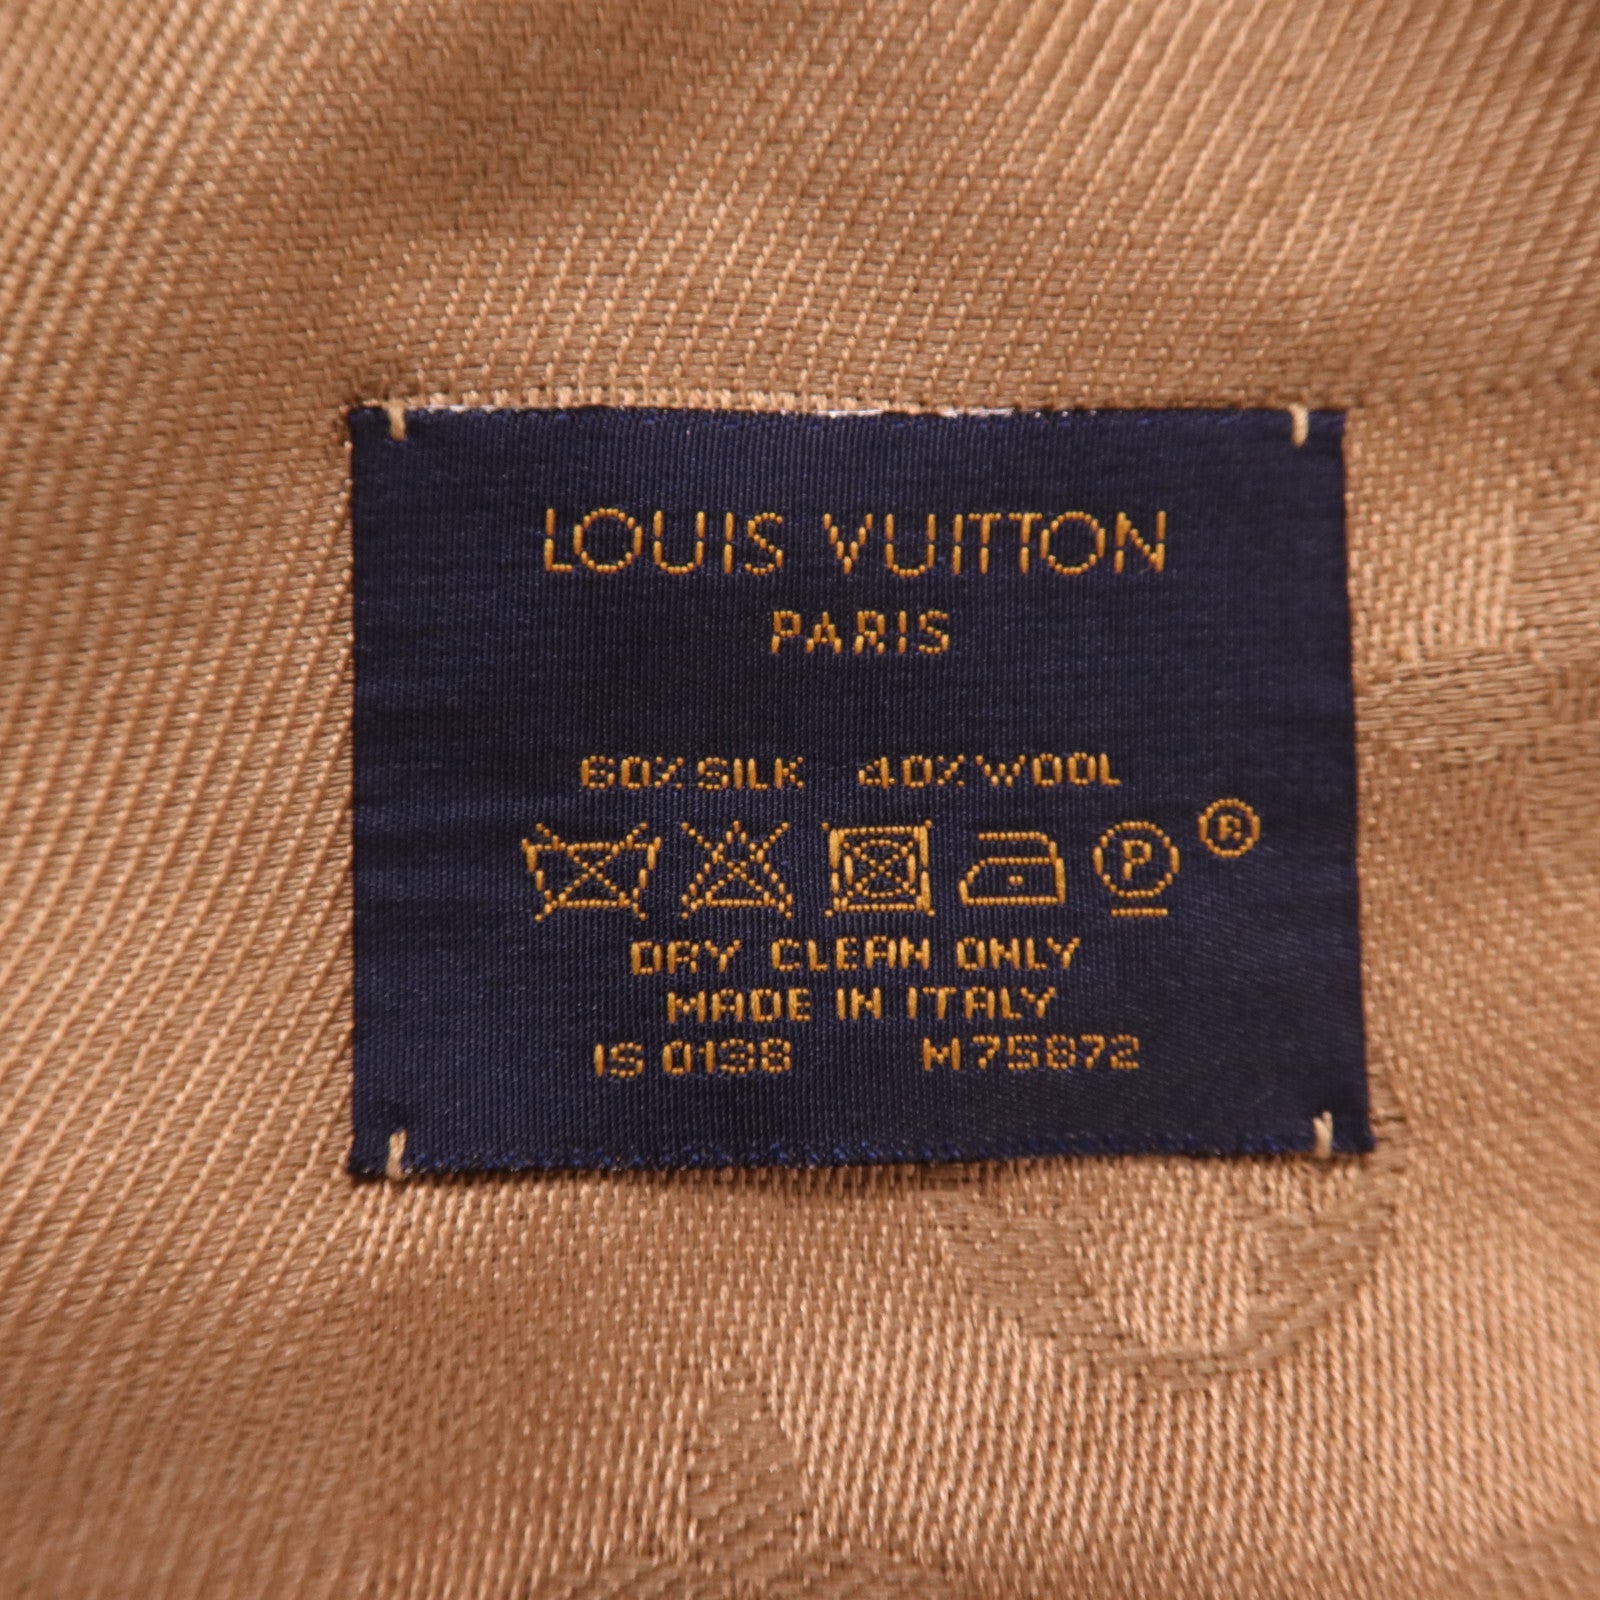 LOUIS VUITTON
PARIS
60% SILK 40% WOOL
P ®
DRY CLEAN ONLY
MADE IN ITALY
IS 0198 M75872